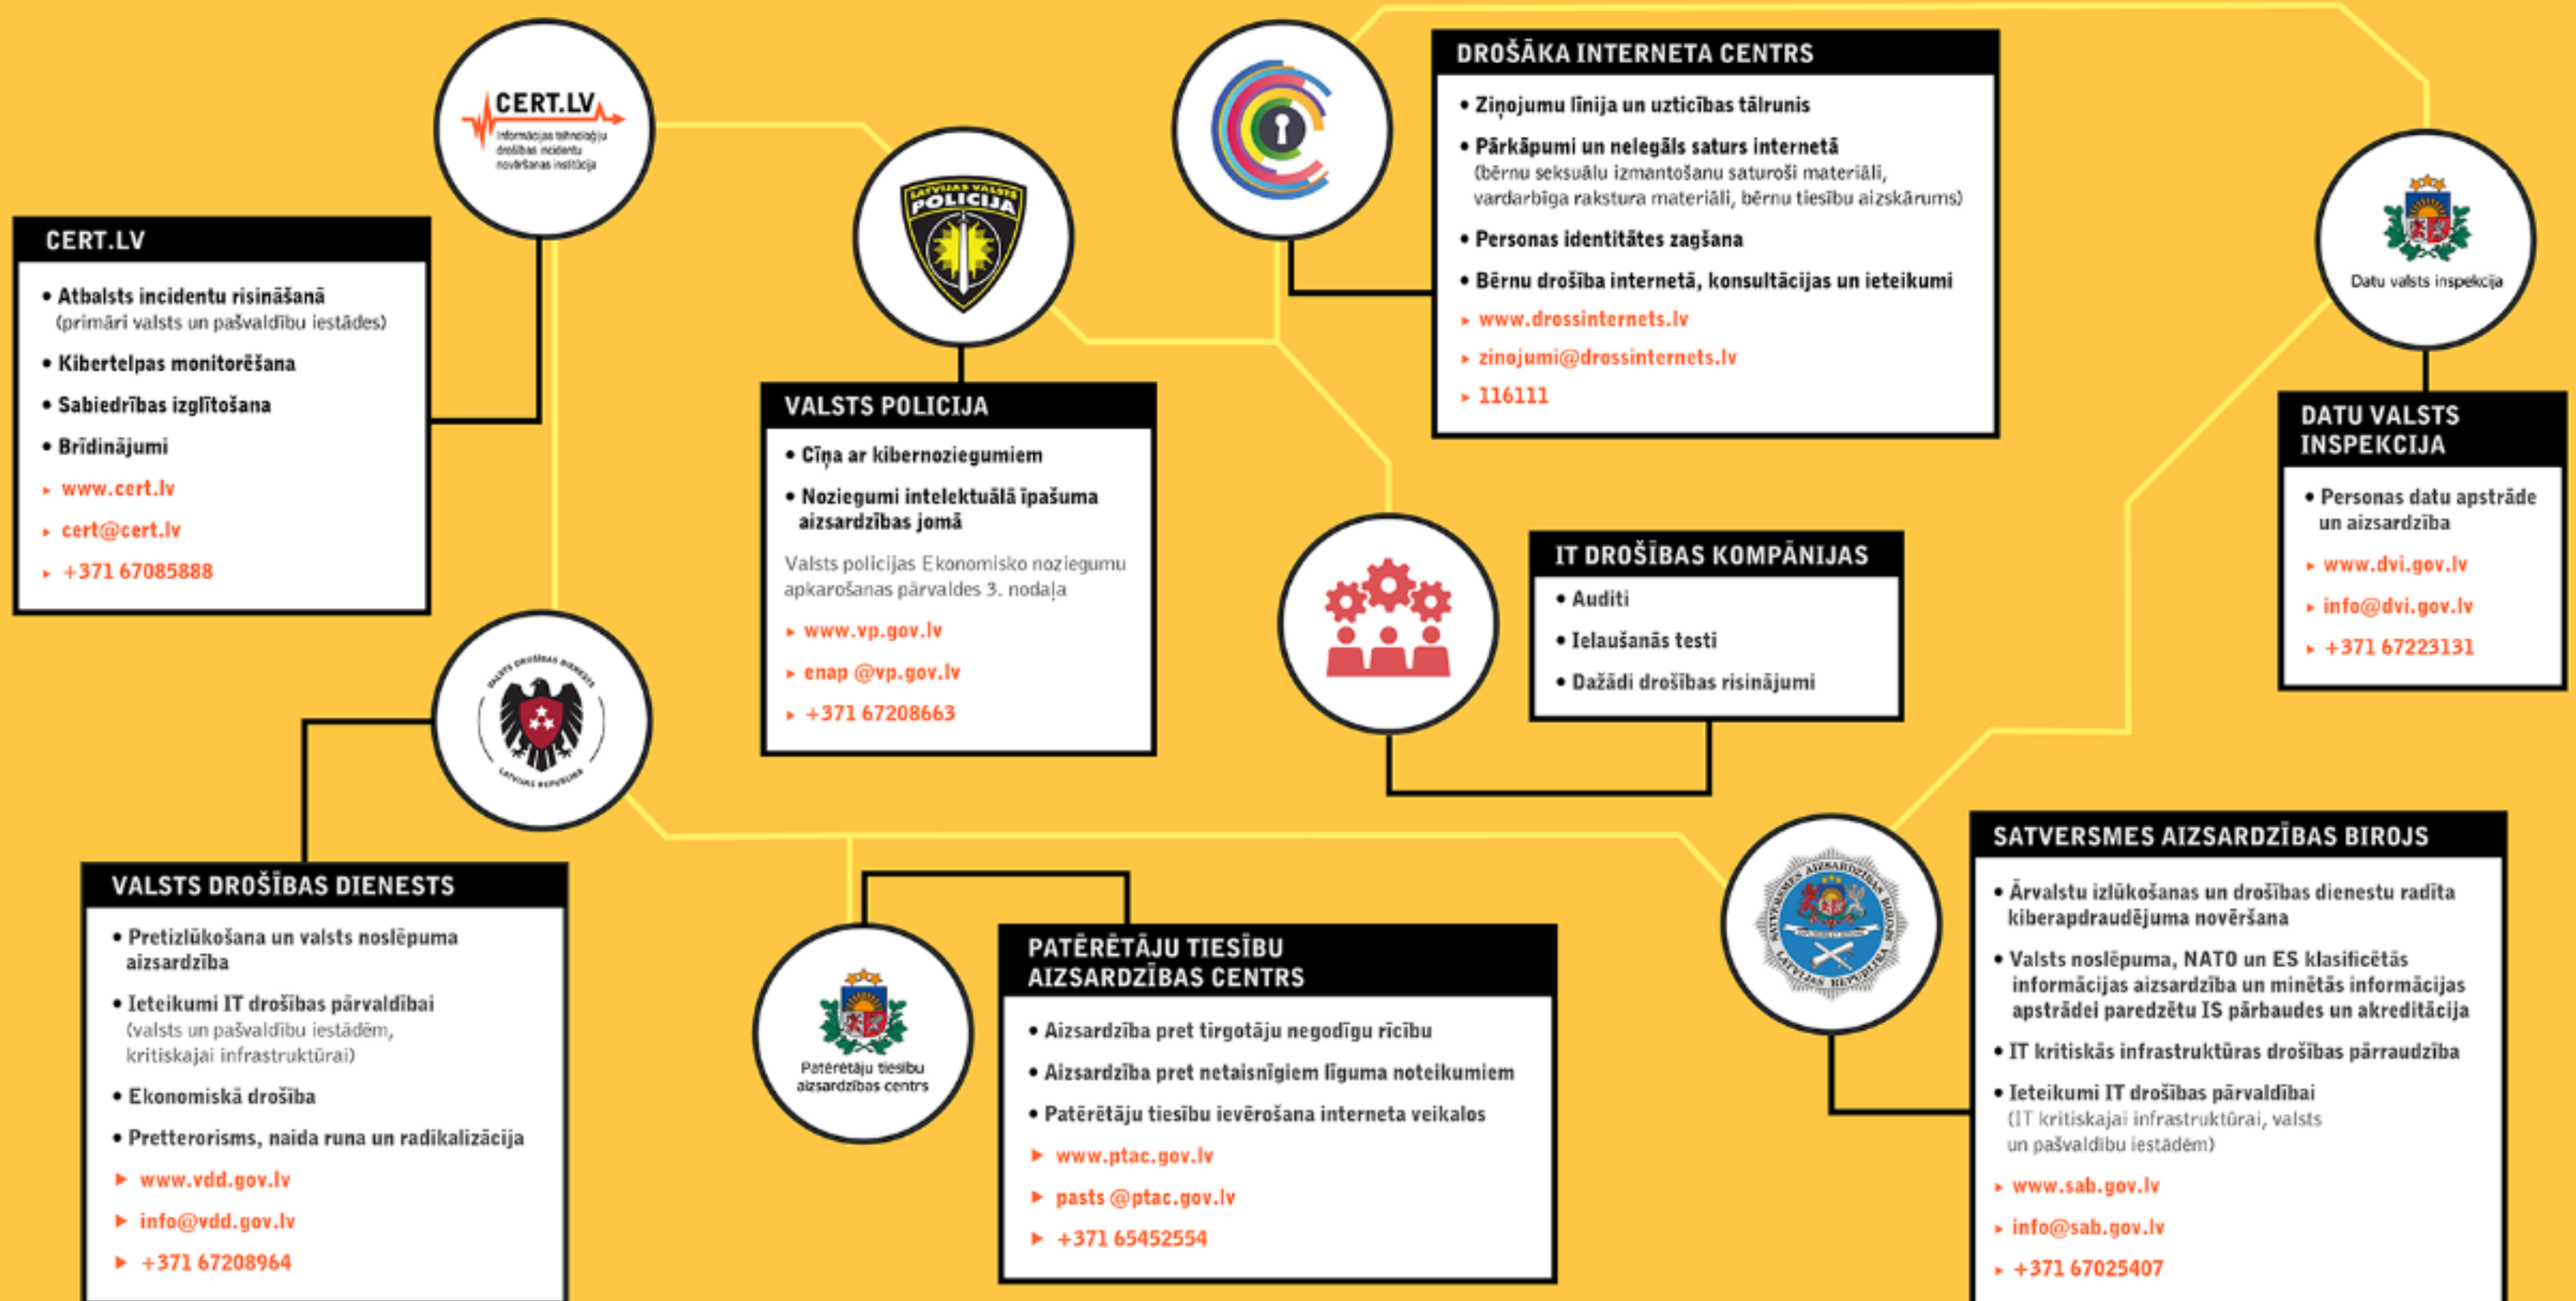 CERT.LV
Informācijas tehnoloģiju
drošības incidentu
novēršanas institūcija
CERT.LV
• Atbalsts incidentu risināšanā
(primāri valsts un pašvaldību iestādes)
• Kibertelpas monitorēšana
• Sabiedrības izglītošana
• Brīdinājumi
www.cert.lv
cert@cert.lv
+371 67085888
LATVIJAS VALSTS
POLICIJA
VALSTS POLICIJA
• Cīņa ar kibernoziegumiem
• Noziegumi intelektuālā īpašuma
aizsardzības jomā
Valsts policijas Ekonomisko noziegumu
apkarošanas pārvaldes 3. nodaļa
www.vp.gov.lv
enap @vp.gov.lv
+371 67208663
DROŠĀKA INTERNETA CENTRS
• Ziņojumu līnija un uzticības tālrunis
• Pārkāpumi un nelegāls saturs internetā
(bērnu seksuālu izmantošanu saturoši materiāli,
vardarbīga rakstura materiāli, bērnu tiesību aizskārums)
• Personas identitātes zagšana
• Bērnu drošība internetā, konsultācijas un ieteikumi
www.drossinternets.lv
zinojumi@drossinternets.lv
116111
Datu valsts inspekcija
DATU VALSTS
INSPEKCIJA
• Personas datu apstrāde
un aizsardzība
www.dvi.gov.lv
info@dvi.gov.lv
+371 67223131
IT DROŠĪBAS KOMPĀNIJAS
• Auditi
• Ielaušanās testi
• Dažādi drošības risinājumi
VALSTS DROŠĪBAS DIENESTS
LATVIJAS REPUBLIKA
VALSTS DROŠĪBAS DIENESTS
• Pretizlūkošana un valsts noslēpuma
aizsardzība
• Ieteikumi IT drošības pārvaldībai
(valsts un pašvaldību iestādēm,
kritiskajai infrastruktūrai)
• Ekonomiskā drošība
• Pretterorisms, naida runa un radikalizācija
www.vdd.gov.lv
info@vdd.gov.lv
+371 67208964
Patērētāju tiesību
aizsardzības centrs
PATĒRĒTĀJU TIESĪBU
AIZSARDZĪBAS CENTRS
• Aizsardzība pret tirgotāju negodīgu rīcību
• Aizsardzība pret netaisnīgiem līguma noteikumiem
• Patērētāju tiesību ievērošana interneta veikalos
www.ptac.gov.lv
pasts @ptac.gov.lv
+371 65452554
SATVERSMES AIZSARDZĪBAS BIROJS
LATVIJAS REPUBLIKA
SATVERSMES AIZSARDZĪBAS BIROJS
• Ārvalstu izlūkošanas un drošības dienestu radīta
kiberapdraudējuma novēršana
• Valsts noslēpuma, NATO un ES klasificētās
informācijas aizsardzība un minētās informācijas
apstrādei paredzētu IS pārbaudes un akreditācija
• IT kritiskās infrastruktūras drošības pārraudzība
• Ieteikumi IT drošības pārvaldībai
(IT kritiskajai infrastruktūrai, valsts
un pašvaldību iestādēm)
www.sab.gov.lv
info@sab.gov.lv
+371 67025407